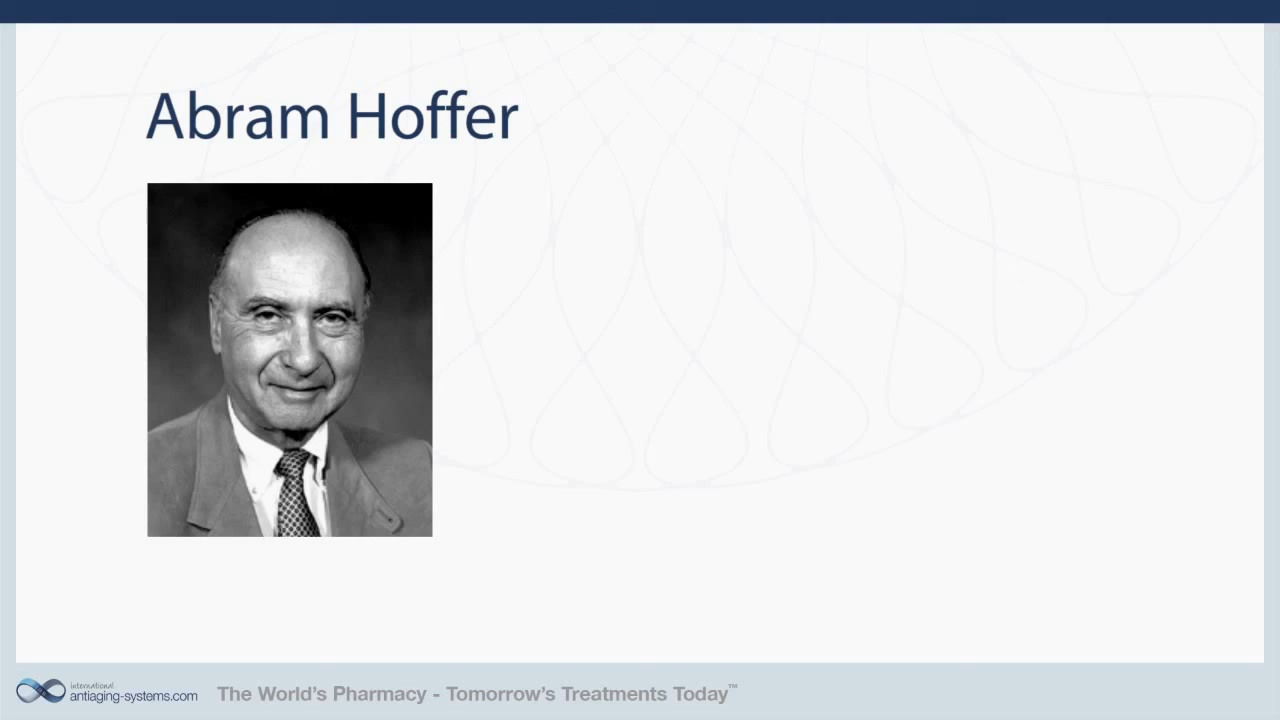 Abram Hoffer
international
antiaging-systems.com
The World's Pharmacy - Tomorrow's Treatments Today™